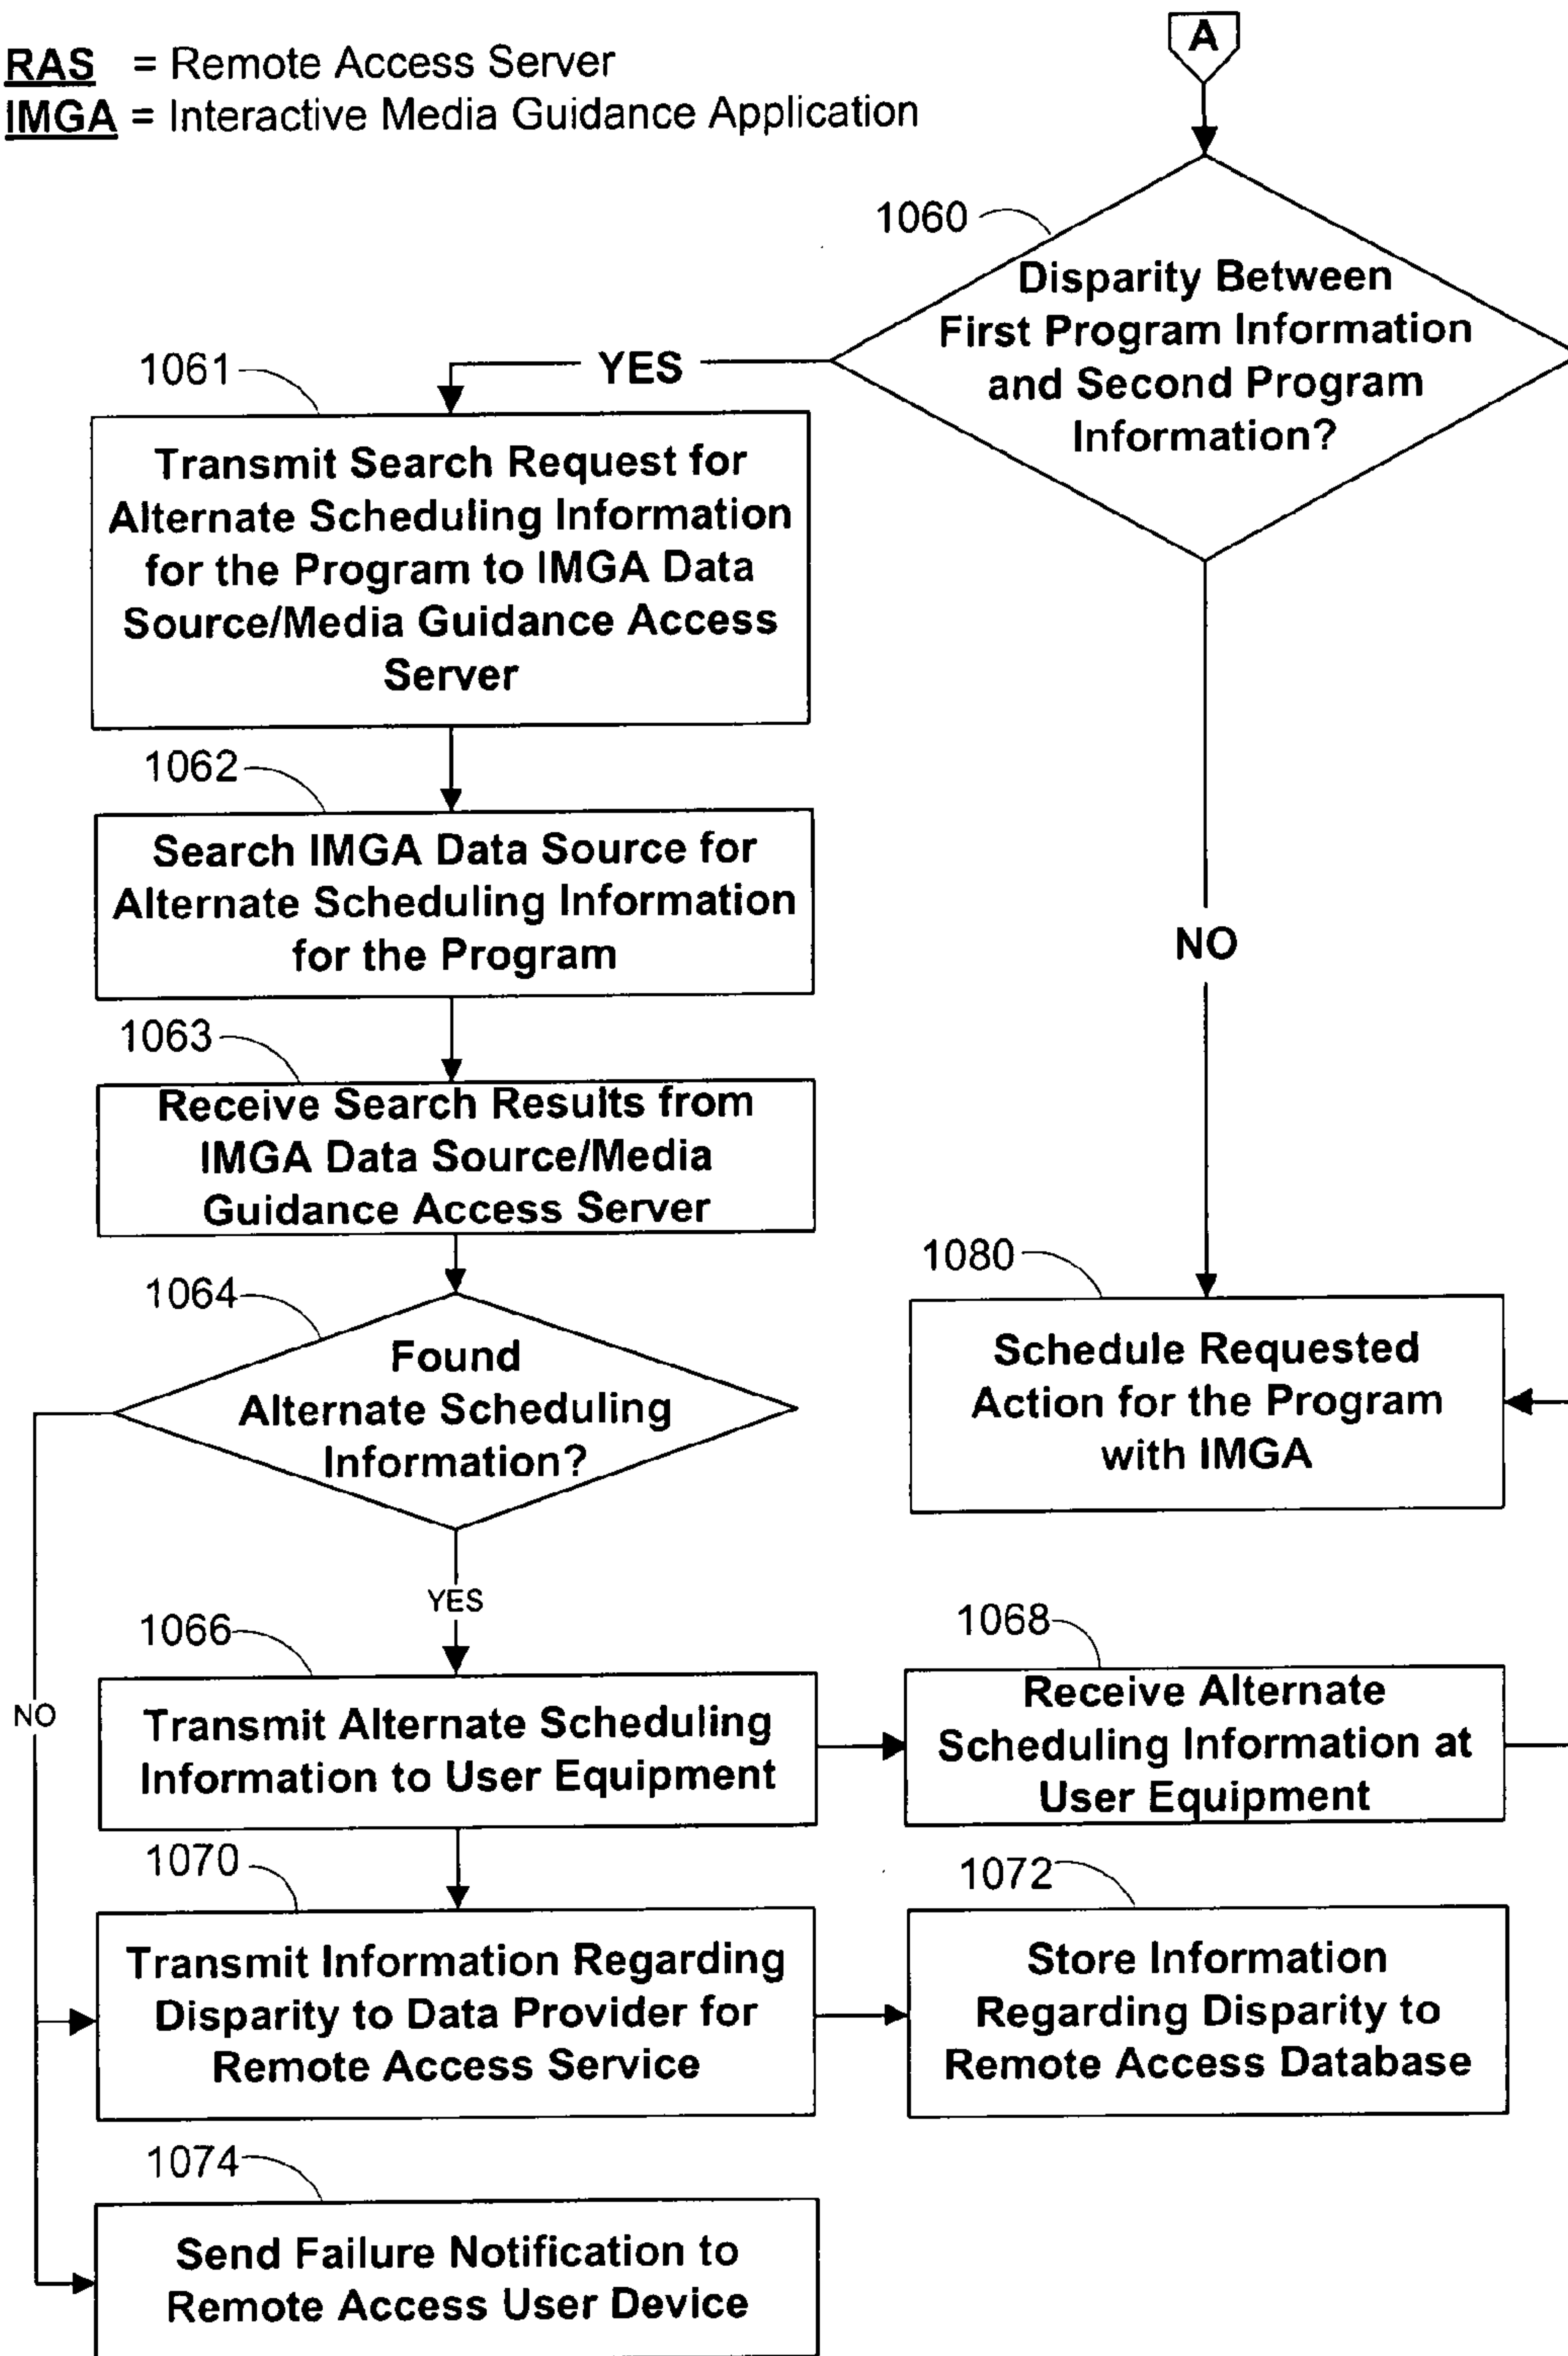 RAS = Remote Access Server
IMGA = Interactive Media Guidance Application
A
1060
Disparity Between
First Program Information
and Second Program
Information?
YES
1061
Transmit Search Request for
Alternate Scheduling Information
for the Program to IMGA Data
Source/Media Guidance Access
Server
1062
Search IMGA Data Source for
Alternate Scheduling Information
for the Program
NO
1063
Receive Search Results from
IMGA Data Source/Media
Guidance Access Server
1080
Schedule Requested
Action for the Program
with IMGA
1064
Found
Alternate Scheduling
Information?
YES
NO
1066
Transmit Alternate Scheduling
Information to User Equipment
1068
Receive Alternate
Scheduling Information at
User Equipment
1070
Transmit Information Regarding
Disparity to Data Provider for
Remote Access Service
1072
Store Information
Regarding Disparity to
Remote Access Database
1074
Send Failure Notification to
Remote Access User Device